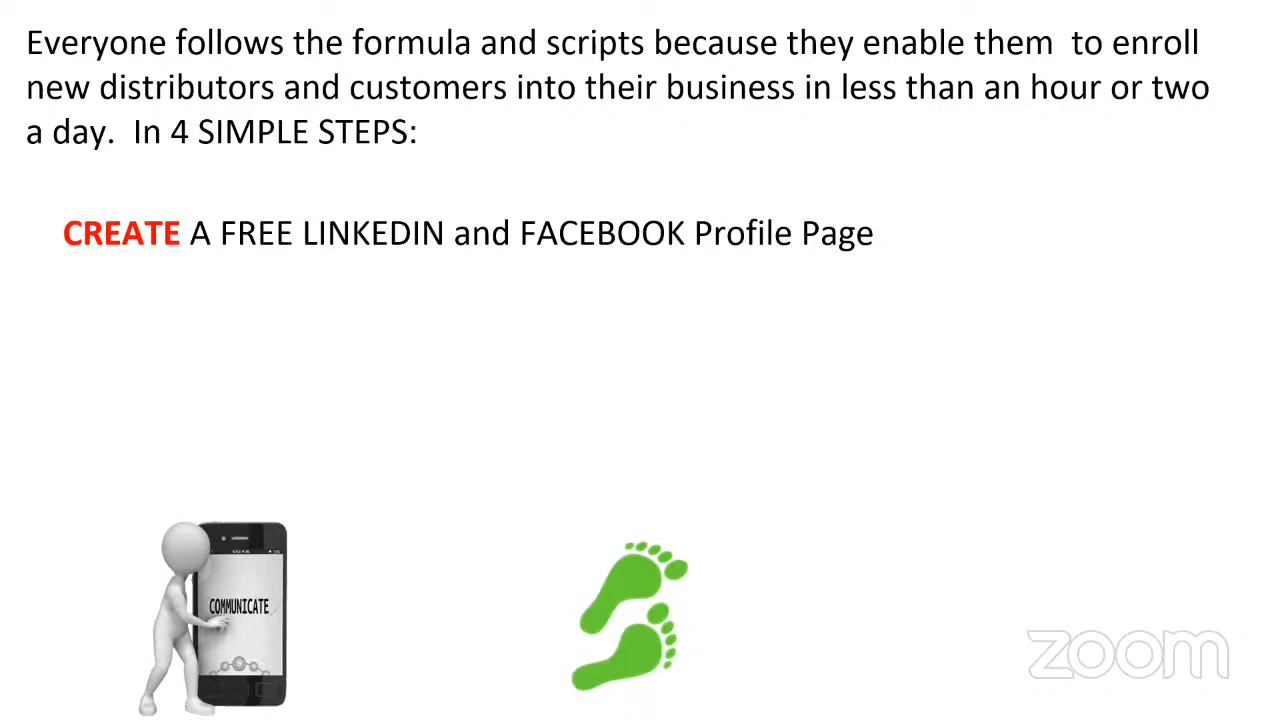 Everyone follows the formula and scripts because they enable them to enroll
new distributors and customers into their business in less than an hour or two
a day. In 4 SIMPLE STEPS:
CREATE A FREE LINKEDIN and FACEBOOK Profile Page
COMMUNICATE
zoom